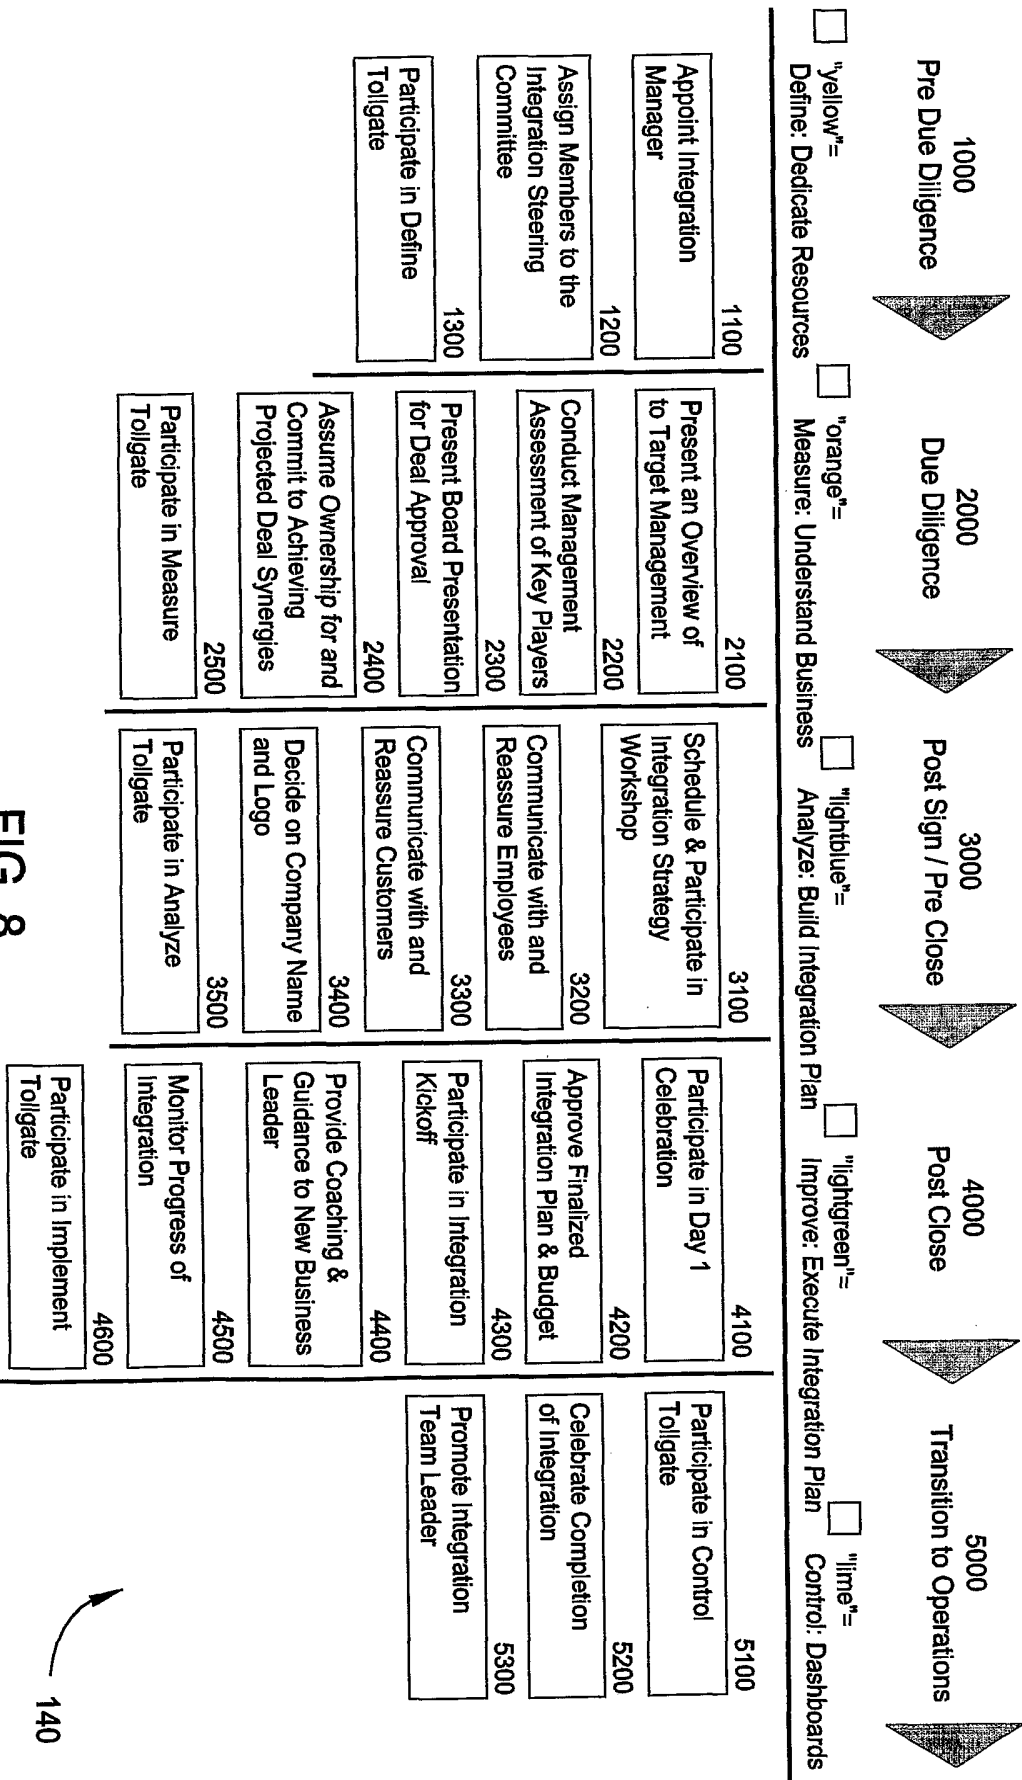 1000
Pre Due Diligence
2000
Due Diligence
3000
Post Sign / Pre Close
4000
Post Close
5000
Transition to Operations
"yellow"=
Define: Dedicate Resources
"orange"=
Measure: Understand Business
"lightblue"=
Analyze: Build Integration Plan
"lightgreen"=
Improve: Execute Integration Plan
"lime"=
Control: Dashboards
1100
Appoint Integration
Manager
1200
Assign Members to the
Integration Steering
Committee
1300
Participate in Define
Tollgate
2100
Present an Overview of
to Target Management
2200
Conduct Management
Assessment of Key Players
2300
Present Board Presentation
for Deal Approval
2400
Assume Ownership for and
Commit to Achieving
Projected Deal Synergies
2500
Participate in Measure
Tollgate
3100
Schedule & Participate in
Integration Strategy
Workshop
3200
Communicate with and
Reassure Employees
3300
Communicate with and
Reassure Customers
3400
Decide on Company Name
and Logo
3500
Participate in Analyze
Tollgate
4100
Participate in Day 1
Celebration
4200
Approve Finalized
Integration Plan & Budget
4300
Participate in Integration
Kickoff
4400
Provide Coaching &
Guidance to New Business
Leader
4500
Monitor Progress of
Integration
4600
Participate in Implement
Tollgate
5100
Participate in Control
Tollgate
5200
Celebrate Completion
of Integration
5300
Promote Integration
Team Leader
140
FIG. 8